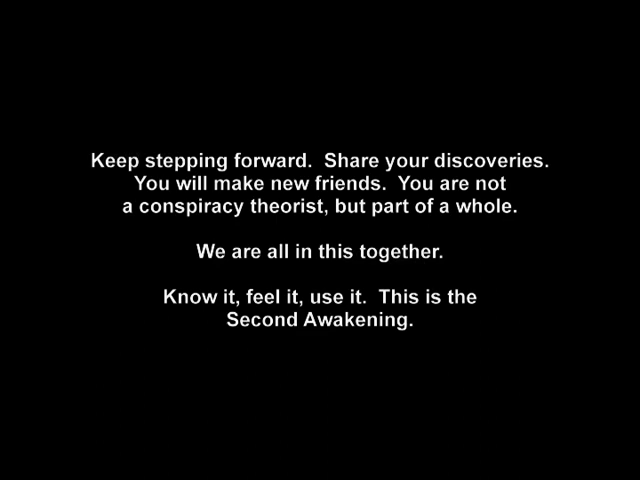 Keep stepping forward.  Share your discoveries.
You will make new friends.  You are not
a conspiracy theorist, but part of a whole.
We are all in this together.
Know it, feel it, use it.  This is the
Second Awakening.